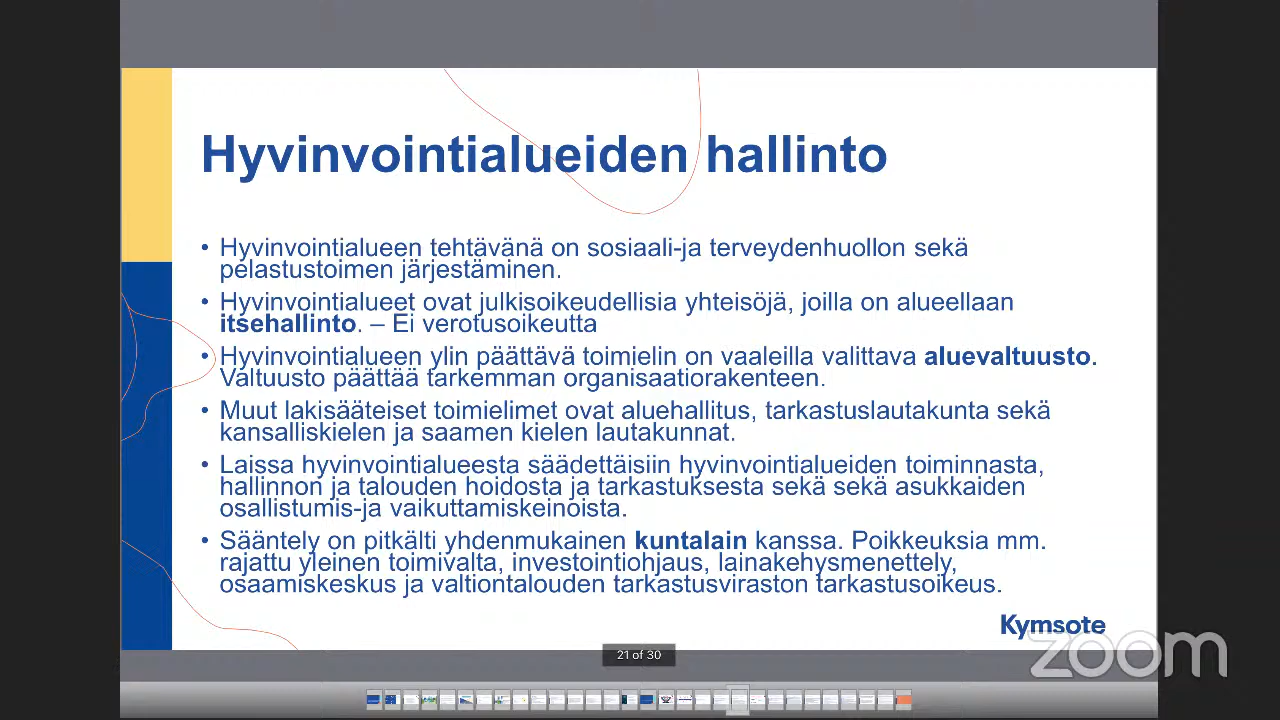 Hyvinvointialueiden hallinto
• Hyvinvointialueen tehtävänä on sosiaali-ja terveydenhuollon sekä
pelastustoimen järjestäminen.
• Hyvinvointialueet ovat julkisoikeudellisia yhteisöjä, joilla on alueellaan
itsehallinto. – Ei verotusoikeutta
• Hyvinvointialueen ylin päättävä toimielin on vaaleilla valittava aluevaltuusto.
Valtuusto päättää tarkemman organisaatiorakenteen.
• Muut lakisääteiset toimielimet ovat aluehallitus, tarkastuslautakunta sekä
kansalliskielen ja saamen kielen lautakunnat.
• Laissa hyvinvointialueesta säädettäisiin hyvinvointialueiden toiminnasta,
hallinnon ja talouden hoidosta ja tarkastuksesta sekä sekä asukkaiden
osallistumis-ja vaikuttamiskeinoista.
• Sääntely on pitkälti yhdenmukainen kuntalain kanssa. Poikkeuksia mm.
rajattu yleinen toimivalta, investointiohjaus, lainakehysmenettely,
osaamiskeskus ja valtiontalouden tarkastusviraston tarkastusoikeus.
Kymsote
zoom
21 of 30